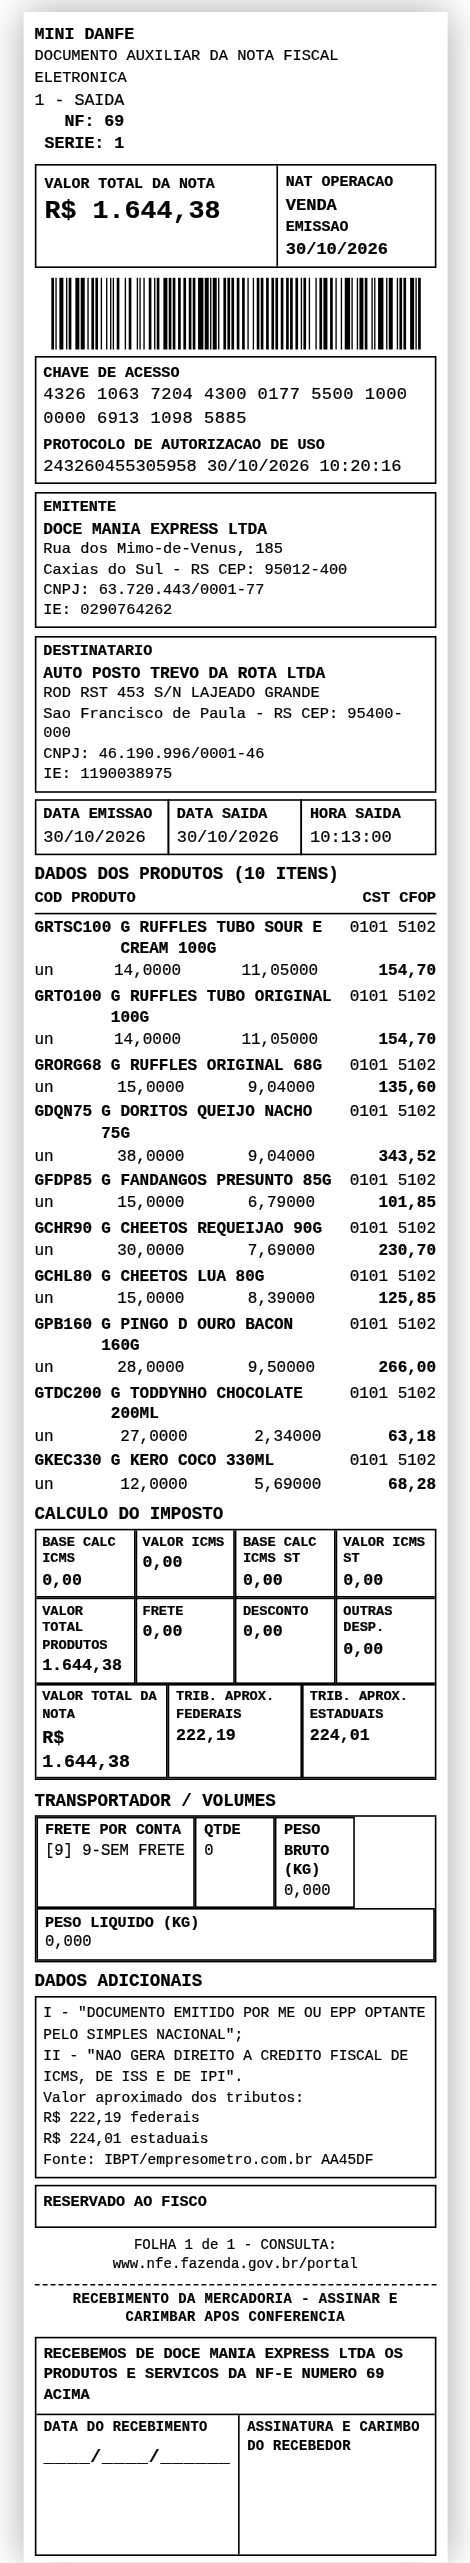 MINI DANFE
DOCUMENTO AUXILIAR DA NOTA FISCAL
ELETRONICA
1 - SAIDA
NF: 69
SERIE: 1
VALOR TOTAL DA NOTA
R$ 1.644,38
NAT OPERACAO
VENDA
EMISSAO
30/10/2026
CHAVE DE ACESSO
4326 1063 7204 4300 0177 5500 1000
0000 6913 1098 5885
PROTOCOLO DE AUTORIZACAO DE USO
243260455305958 30/10/2026 10:20:16
EMITENTE
DOCE MANIA EXPRESS LTDA
Rua dos Mimo-de-Venus, 185
Caxias do Sul - RS CEP: 95012-400
CNPJ: 63.720.443/0001-77
IE: 0290764262
DESTINATARIO
AUTO POSTO TREVO DA ROTA LTDA
ROD RST 453 S/N LAJEADO GRANDE
Sao Francisco de Paula - RS CEP: 95400-
000
CNPJ: 46.190.996/0001-46
IE: 1190038975
DATA EMISSAO DATA SAIDA HORA SAIDA
30/10/2026 30/10/2026 10:13:00
DADOS DOS PRODUTOS (10 ITENS)
COD PRODUTO CST CFOP
GRTSC100 G RUFFLES TUBO SOUR E 0101 5102
CREAM 100G
un 14,0000 11,05000 154,70
GRTO100 G RUFFLES TUBO ORIGINAL 0101 5102
100G
un 14,0000 11,05000 154,70
GRORG68 G RUFFLES ORIGINAL 68G 0101 5102
un 15,0000 9,04000 135,60
GDQN75 G DORITOS QUEIJO NACHO 0101 5102
75G
un 38,0000 9,04000 343,52
GFDP85 G FANDANGOS PRESUNTO 85G 0101 5102
un 15,0000 6,79000 101,85
GCHR90 G CHEETOS REQUEIJAO 90G 0101 5102
un 30,0000 7,69000 230,70
GCHL80 G CHEETOS LUA 80G 0101 5102
un 15,0000 8,39000 125,85
GPB160 G PINGO D OURO BACON 0101 5102
160G
un 28,0000 9,50000 266,00
GTDC200 G TODDYNHO CHOCOLATE 0101 5102
200ML
un 27,0000 2,34000 63,18
GKEC330 G KERO COCO 330ML 0101 5102
un 12,0000 5,69000 68,28
CALCULO DO IMPOSTO
BASE CALC
ICMS
0,00
VALOR ICMS
0,00
BASE CALC
ICMS ST
0,00
VALOR ICMS
ST
0,00
VALOR
TOTAL
PRODUTOS
1.644,38
FRETE
0,00
DESCONTO
0,00
OUTRAS
DESP.
0,00
VALOR TOTAL DA
NOTA
R$
1.644,38
TRIB. APROX.
FEDERAIS
222,19
TRIB. APROX.
ESTADUAIS
224,01
TRANSPORTADOR / VOLUMES
FRETE POR CONTA
[9] 9-SEM FRETE
QTDE
0
PESO
BRUTO
(KG)
0,000
PESO LIQUIDO (KG)
0,000
DADOS ADICIONAIS
I - "DOCUMENTO EMITIDO POR ME OU EPP OPTANTE
PELO SIMPLES NACIONAL";
II - "NAO GERA DIREITO A CREDITO FISCAL DE
ICMS, DE ISS E DE IPI".
Valor aproximado dos tributos:
R$ 222,19 federais
R$ 224,01 estaduais
Fonte: IBPT/empresometro.com.br AA45DF
RESERVADO AO FISCO
FOLHA 1 de 1 - CONSULTA:
www.nfe.fazenda.gov.br/portal
RECEBIMENTO DA MERCADORIA - ASSINAR E
CARIMBAR APOS CONFERENCIA
RECEBEMOS DE DOCE MANIA EXPRESS LTDA OS
PRODUTOS E SERVICOS DA NF-E NUMERO 69
ACIMA
DATA DO RECEBIMENTO
____/____/______
ASSINATURA E CARIMBO
DO RECEBEDOR